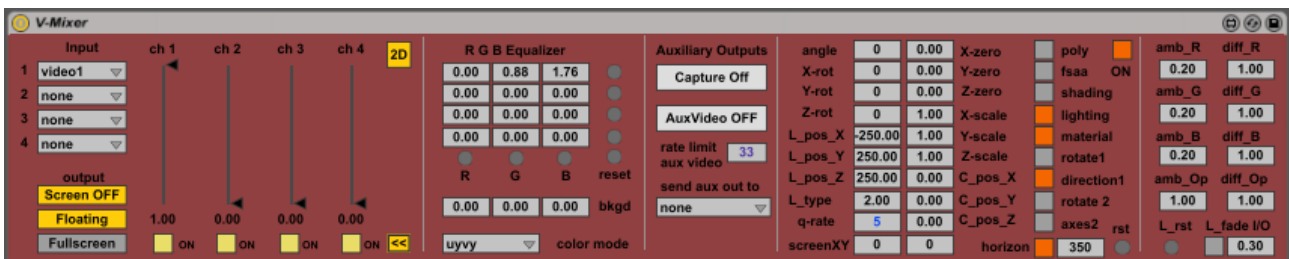 V-Mixer
Input ch 1 ch 2 ch 3 ch 4 2D
1 video1
2 none
3 none
4 none
output
Screen OFF
Floating 1.00 0.00 0.00 0.00
Fullscreen ON ON ON ON <<
R G B Equalizer
0.00 0.88 1.76
0.00 0.00 0.00
0.00 0.00 0.00
0.00 0.00 0.00
R G B reset
0.00 0.00 0.00 bkgd
uyvy color mode
Auxiliary Outputs
Capture Off
AuxVideo OFF
rate limit
aux video 33
send aux out to
none
angle 0 0.00 X-zero poly
X-rot 0 0.00 Y-zero fsaa ON
Y-rot 0 0.00 Z-zero shading
Z-rot 0 1.00 X-scale lighting
L_pos_X -250.00 1.00 Y-scale material
L_pos_Y 250.00 1.00 Z-scale rotate1
L_pos_Z 250.00 0.00 C_pos_X direction1
L_type 2.00 0.00 C_pos_Y rotate 2
q-rate 5 0.00 C_pos_Z axes2 rst
screenXY 0 0 horizon 350
amb_R diff_R
0.20 1.00
amb_G diff_G
0.20 1.00
amb_B diff_B
0.20 1.00
amb_Op diff_Op
1.00 1.00
L_rst L_fade I/O
0.30